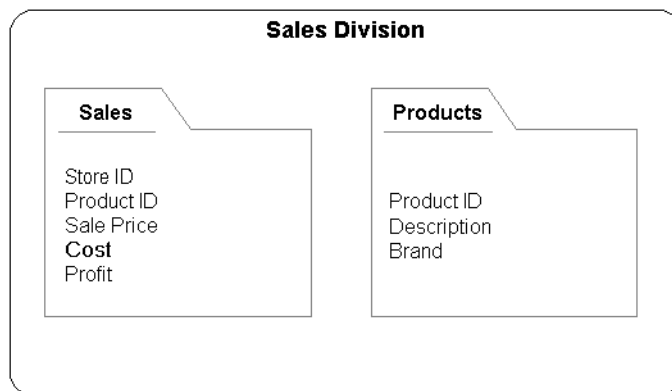 Sales Division
Sales
Store ID
Product ID
Sale Price
Cost
Profit
Products
Product ID
Description
Brand